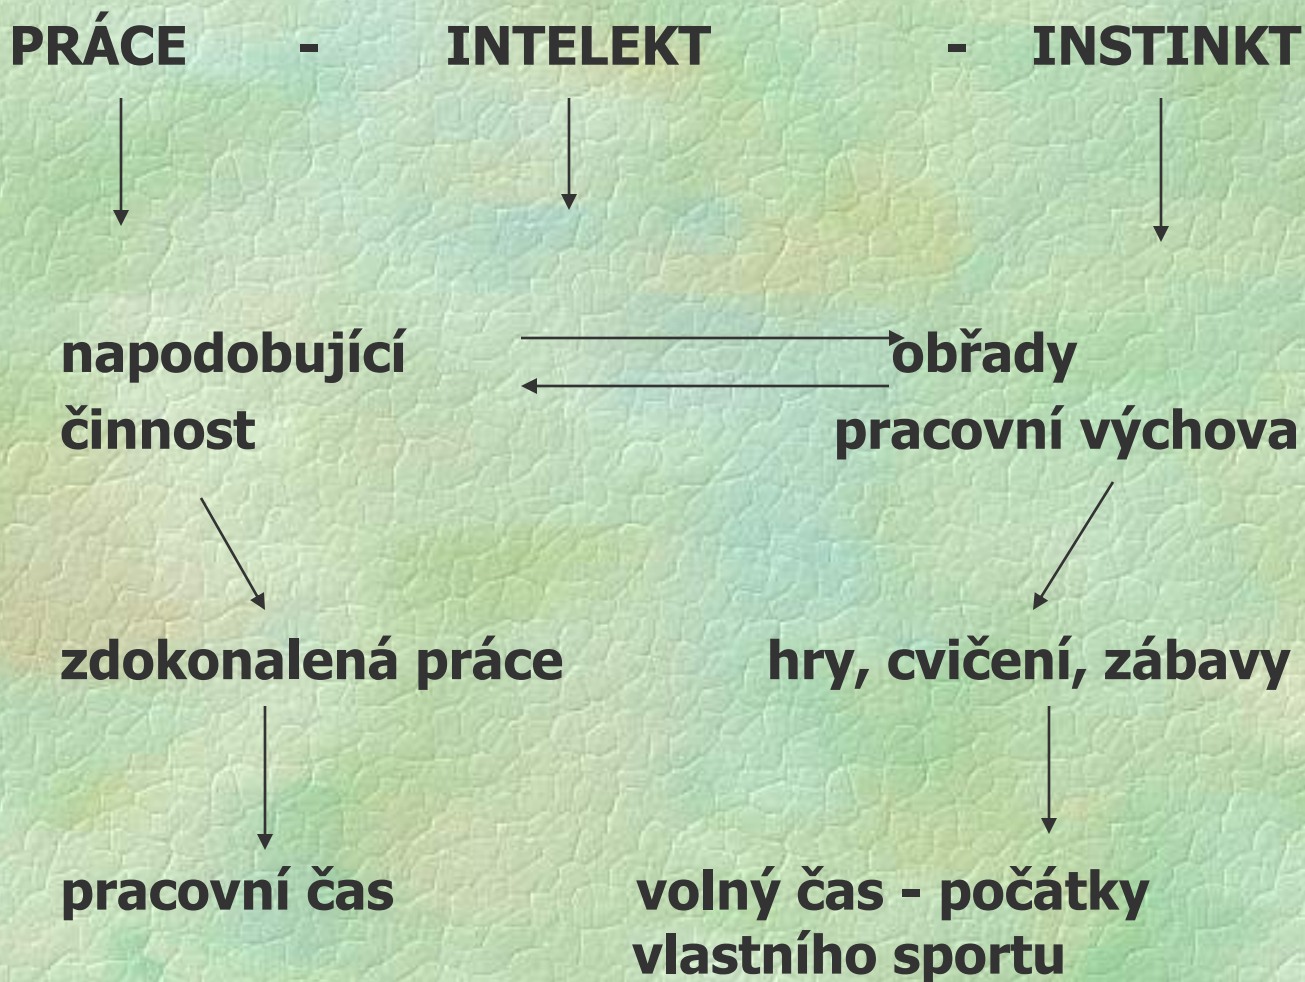 PRÁCE - INTELEKT - INSTINKT
napodobující obřady
činnost pracovní výchova
zdokonalená práce hry, cvičení, zábavy
pracovní čas volný čas - počátky
vlastního sportu